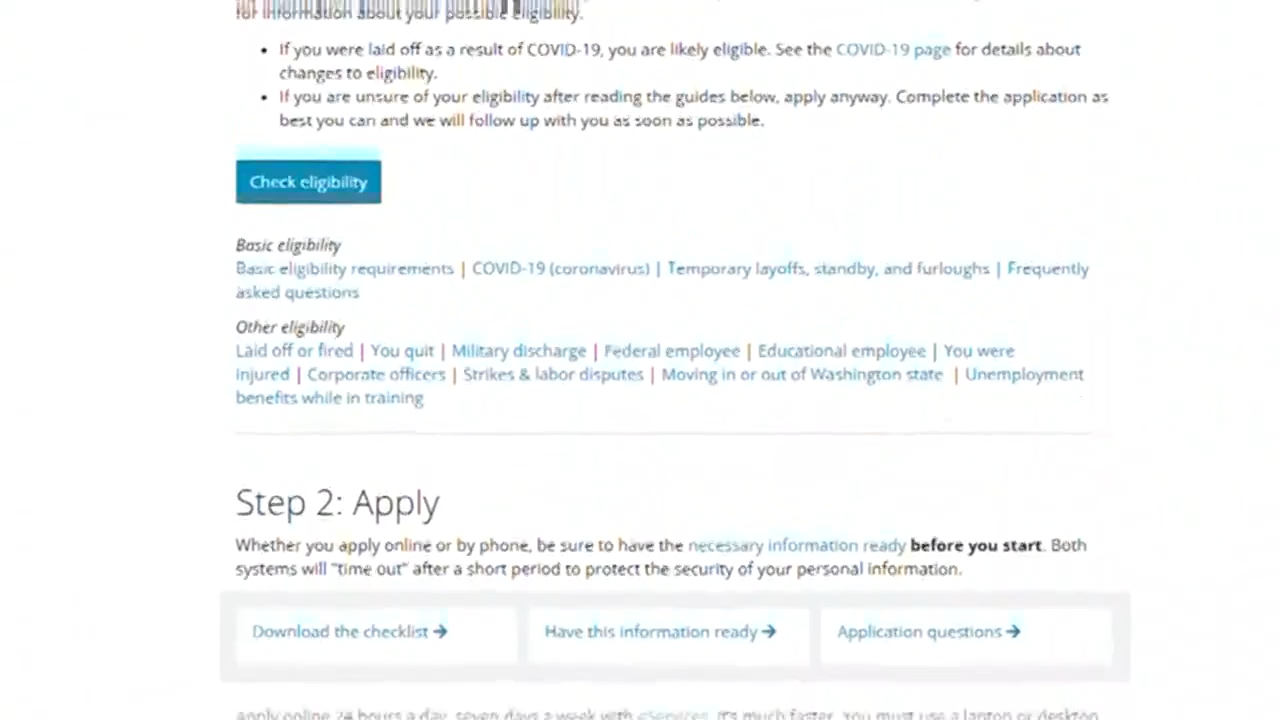 for information about your possible eligibility.
• If you were laid off as a result of COVID-19, you are likely eligible. See the COVID-19 page for details about
changes to eligibility.
• If you are unsure of your eligibility after reading the guides below, apply anyway. Complete the application as
best you can and we will follow up with you as soon as possible.
Check eligibility
Basic eligibility
Basic eligibility requirements | COVID-19 (coronavirus) | Temporary layoffs, standby, and furloughs | Frequently
asked questions
Other eligibility
Laid off or fired | You quit | Military discharge | Federal employee | Educational employee | You were
injured | Corporate officers | Strikes & labor disputes | Moving in or out of Washington state | Unemployment
benefits while in training
Step 2: Apply
Whether you apply online or by phone, be sure to have the necessary information ready before you start. Both
systems will "time out" after a short period to protect the security of your personal information.
Download the checklist →
Have this information ready →
Application questions →
Apply online 24 hours a day, seven days a week with eServices. It's much faster. You must use a laptop or desktop